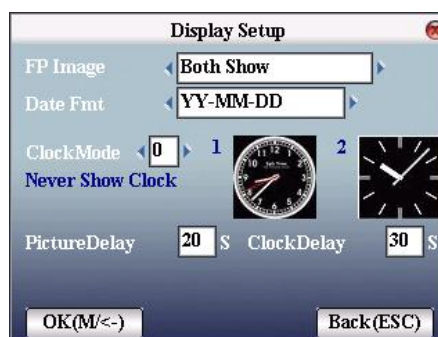 Display Setup
FP Image Both Show
Date Fmt YY-MM-DD
ClockMode 0 1 2
Never Show Clock
PictureDelay 20 S ClockDelay 30 S
OK(M/<-) Back(ESC)